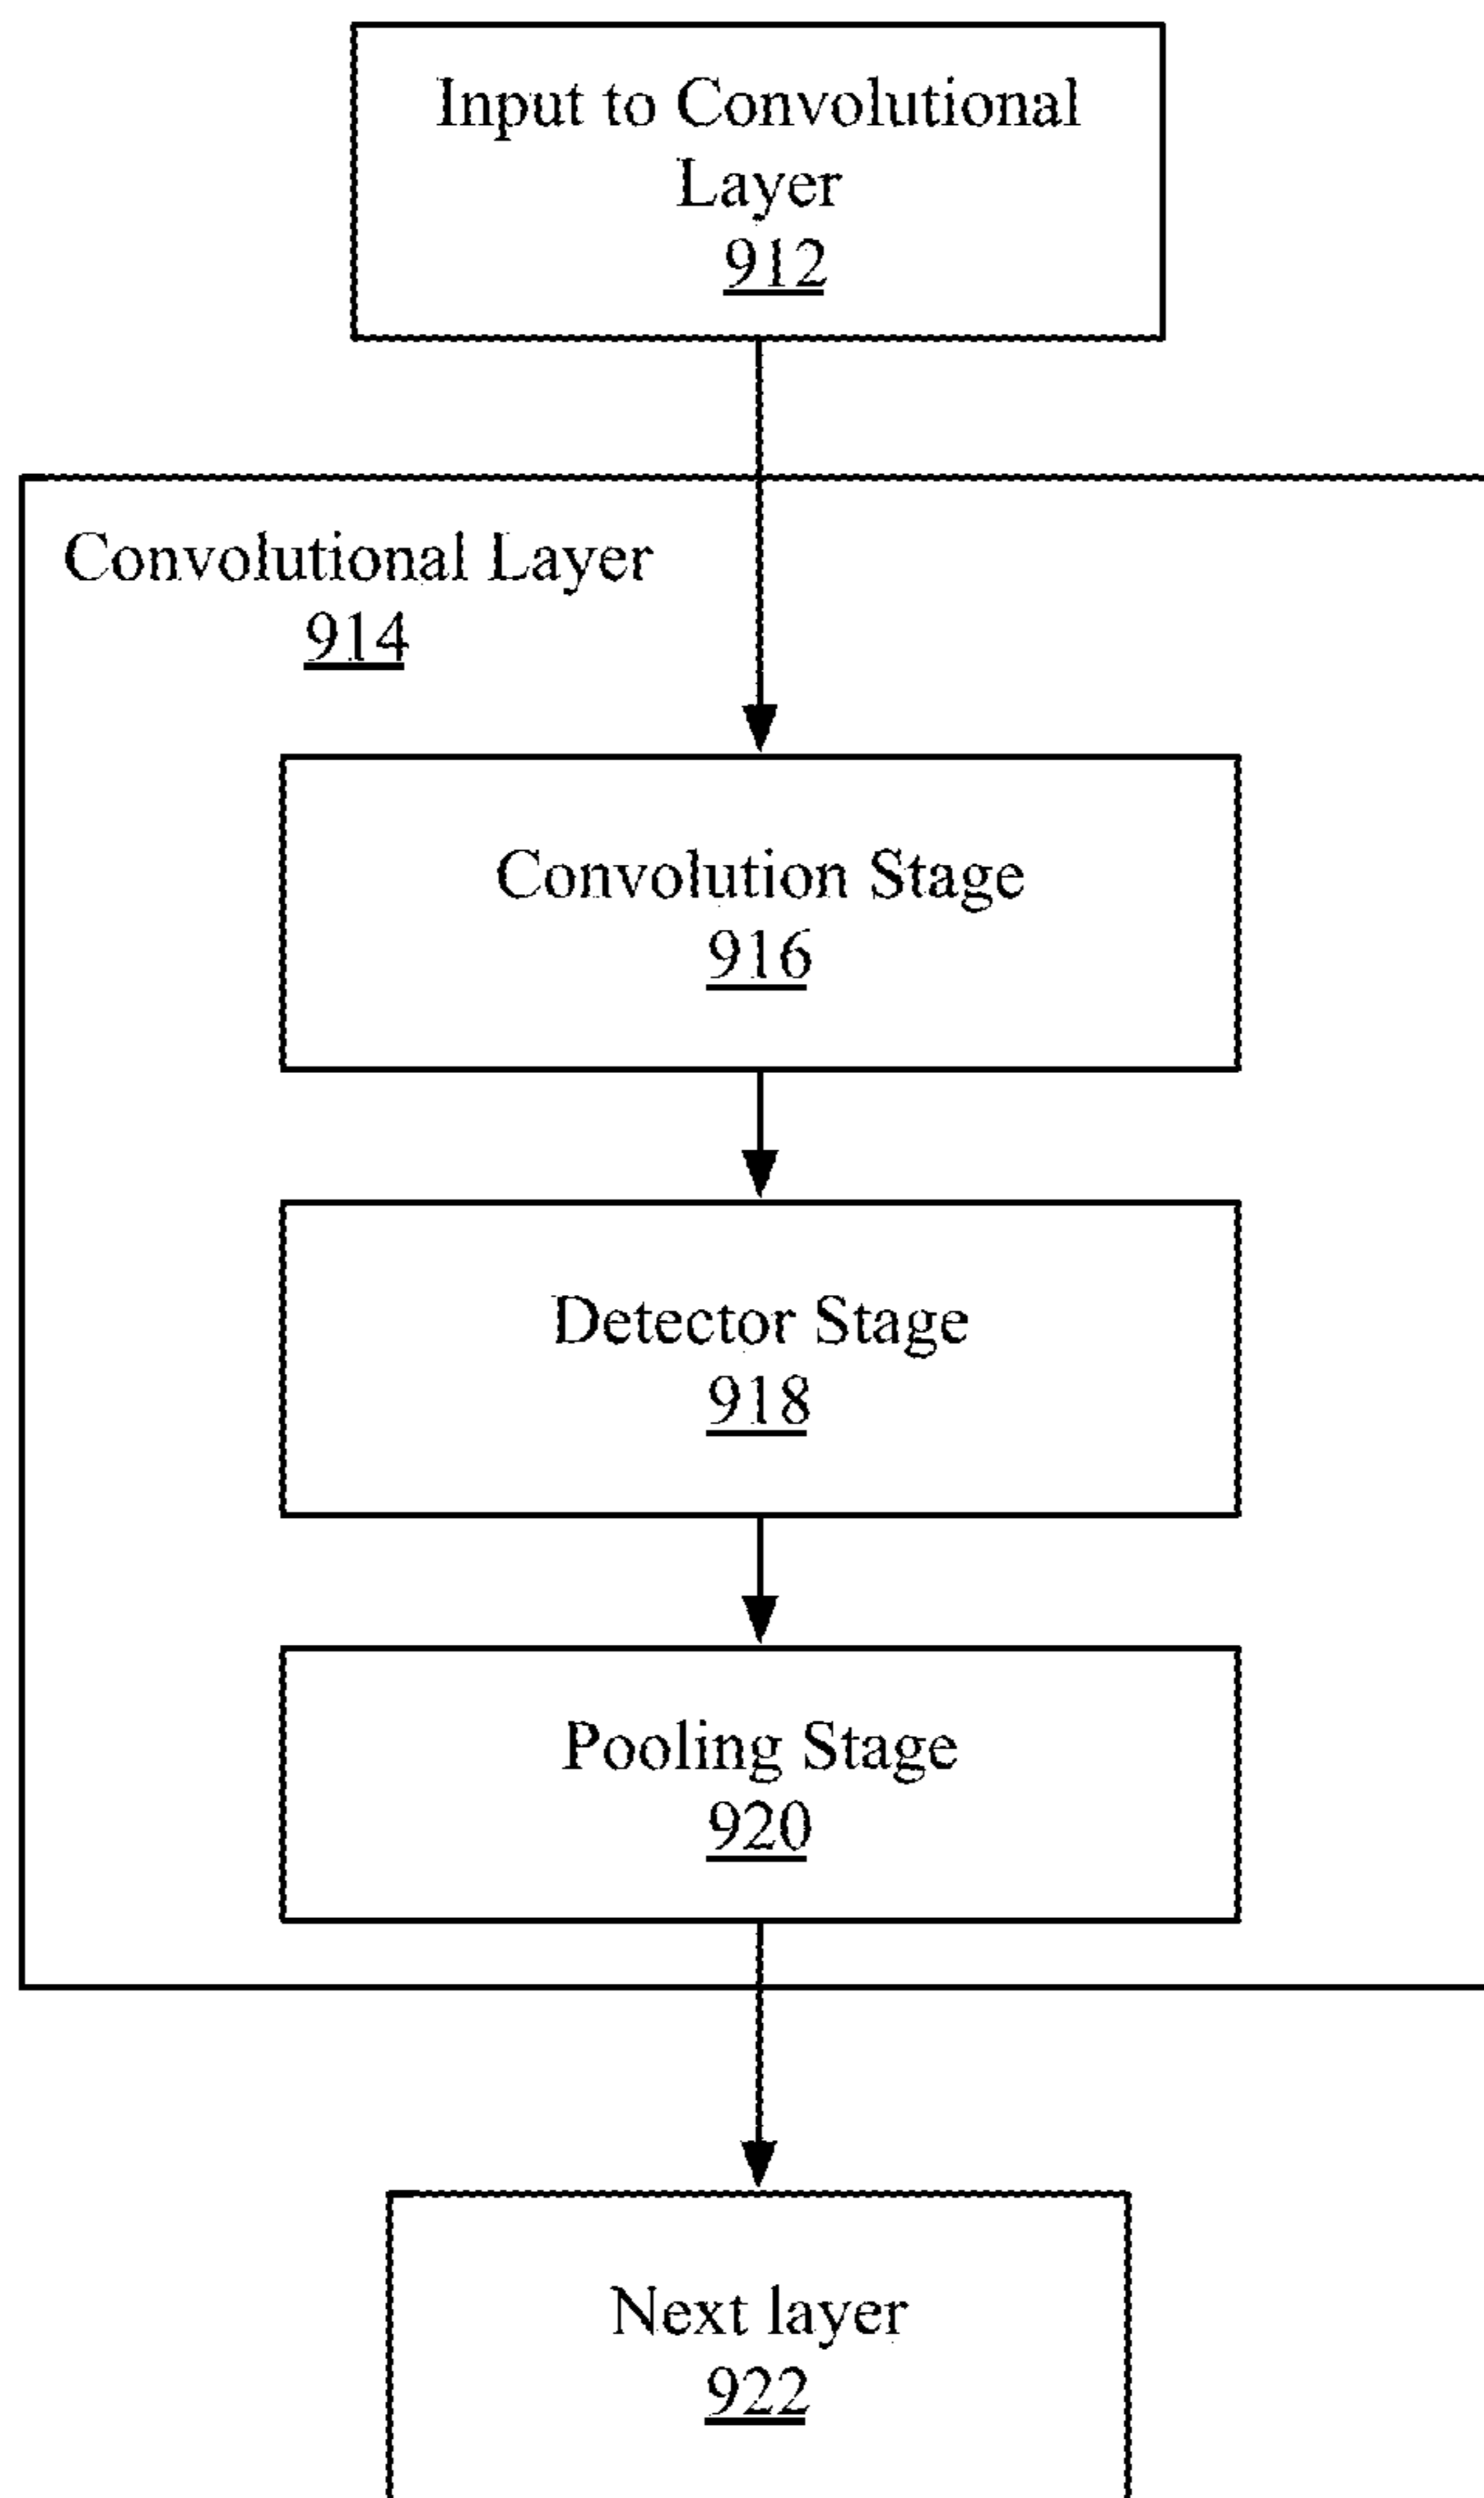 Input to Convolutional
Layer
912
Convolutional Layer
914
Convolution Stage
916
Detector Stage
918
Pooling Stage
920
Next layer
922